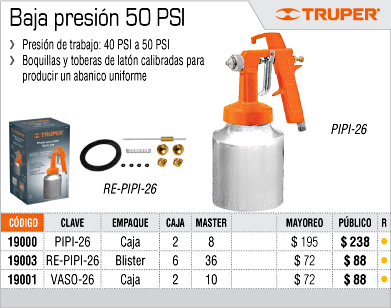 Baja presión 50 PSI
TRUPER
Presión de trabajo: 40 PSI a 50 PSI
Boquillas y toberas de latón calibradas para
producir un abanico uniforme
TRUPER
PIPI-26
RE-PIPI-26
CÓDIGO CLAVE EMPAQUE CAJA MASTER MAYOREO PÚBLICO R
19000 PIPI-26 Caja 2 8 $ 195 $ 238
19003 RE-PIPI-26 Blister 6 36 $ 72 $ 88
19001 VASO-26 Caja 2 10 $ 72 $ 88